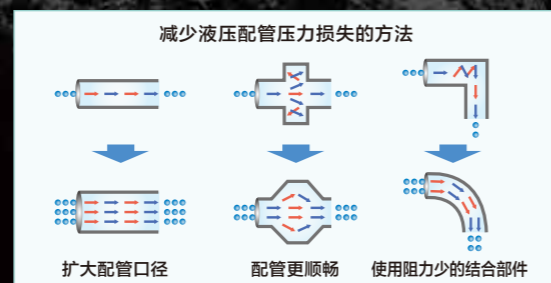 减少液压配管压力损失的方法
扩大配管口径
配管更顺畅
使用阻力少的结合部件